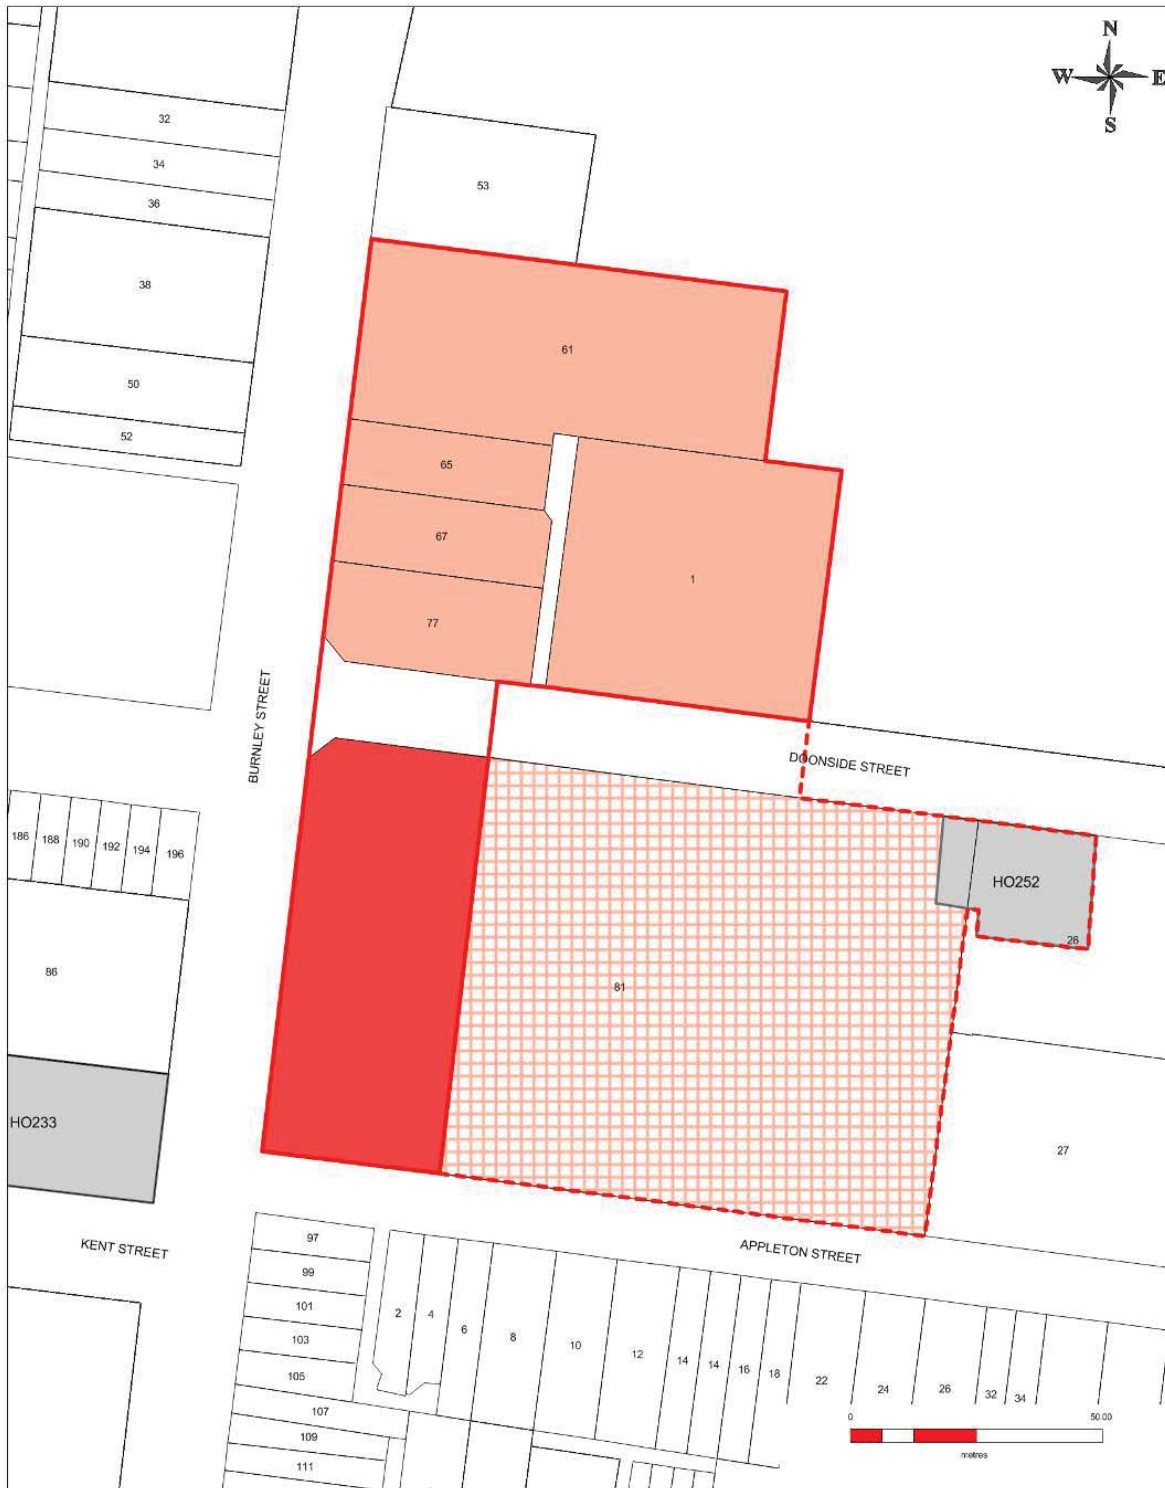 N
W E
S
32
34
36
38
50
52
53
61
65
67
77
1
BURNLEY STREET
DOONSIDE STREET
186 188 190 192 194 196
86
HO233
81
HO252
26
27
KENT STREET
APPLETON STREET
97
99
101
103
105
107
109
111
2 4 6 8 10 12 14 14 16 18 22 24 26 32 34
0 50.00
metres